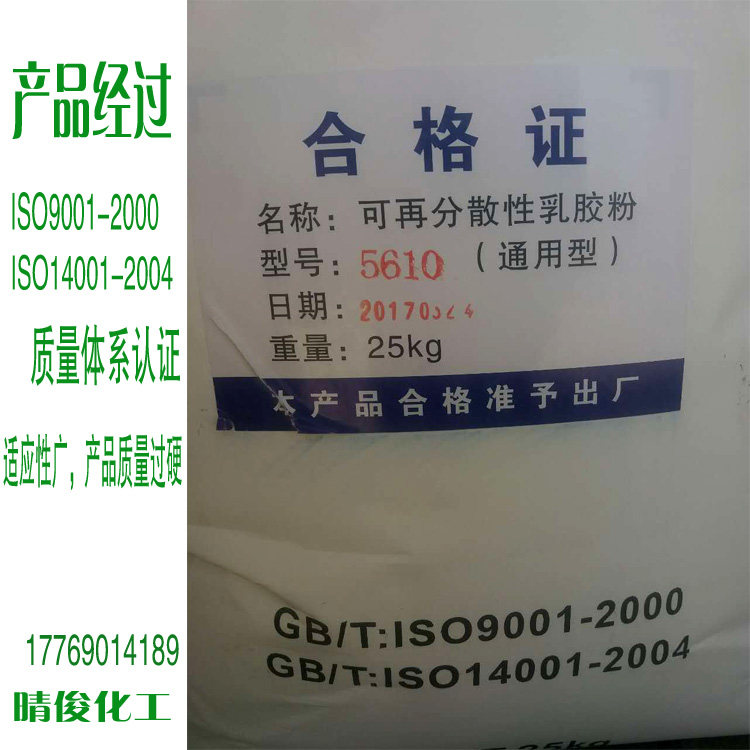 产品经过
ISO9001-2000
ISO14001-2004
质量体系认证
适应性广，产品质量过硬
17769014189
晴俊化工
合格证
名称：可再分散性乳胶粉
型号：5610（通用型）
日期：20170324
重量：25kg
本产品合格准予出厂
GB/T:ISO9001-2000
GB/T:ISO14001-2004
25kg